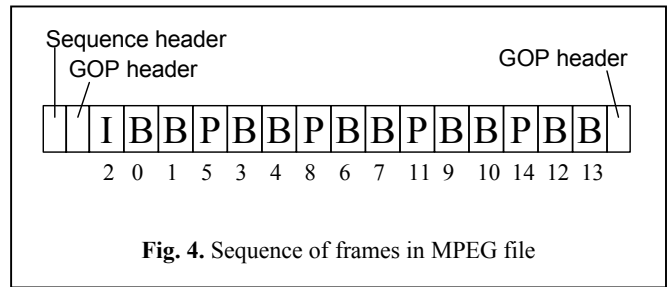 Sequence header
GOP header
GOP header
I B B P B B P B B P B B P B B
2 0 1 5 3 4 8 6 7 11 9 10 14 12 13
Fig. 4. Sequence of frames in MPEG file